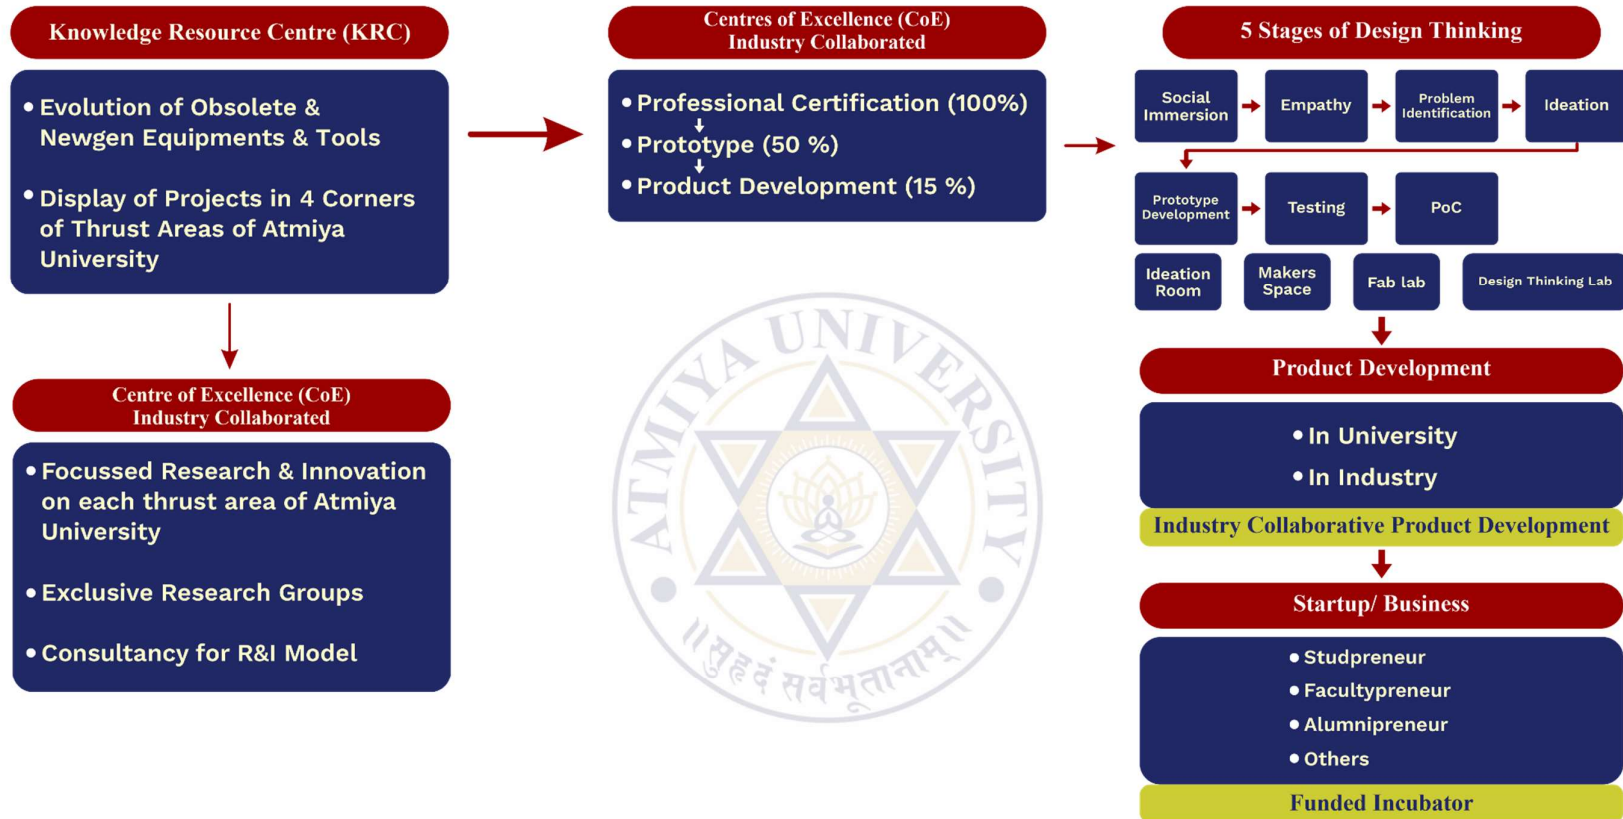 Knowledge Resource Centre (KRC)
• Evolution of Obsolete &
Newgen Equipments & Tools
• Display of Projects in 4 Corners
of Thrust Areas of Atmiya
University
Centre of Excellence (CoE)
Industry Collaborated
• Focussed Research & Innovation
on each thrust area of Atmiya
University
• Exclusive Research Groups
• Consultancy for R&I Model
Centres of Excellence (CoE)
Industry Collaborated
• Professional Certification (100%)
• Prototype (50 %)
• Product Development (15 %)
ATMIYA UNIVERSITY
॥सुहृदं सर्वभूतानाम्॥
5 Stages of Design Thinking
Social
Immersion
Empathy
Problem
Identification
Ideation
Prototype
Development
Testing
PoC
Ideation
Room
Makers
Space
Fab lab
Design Thinking Lab
Product Development
• In University
• In Industry
Industry Collaborative Product Development
Startup/ Business
• Studpreneur
• Facultypreneur
• Alumnipreneur
• Others
Funded Incubator